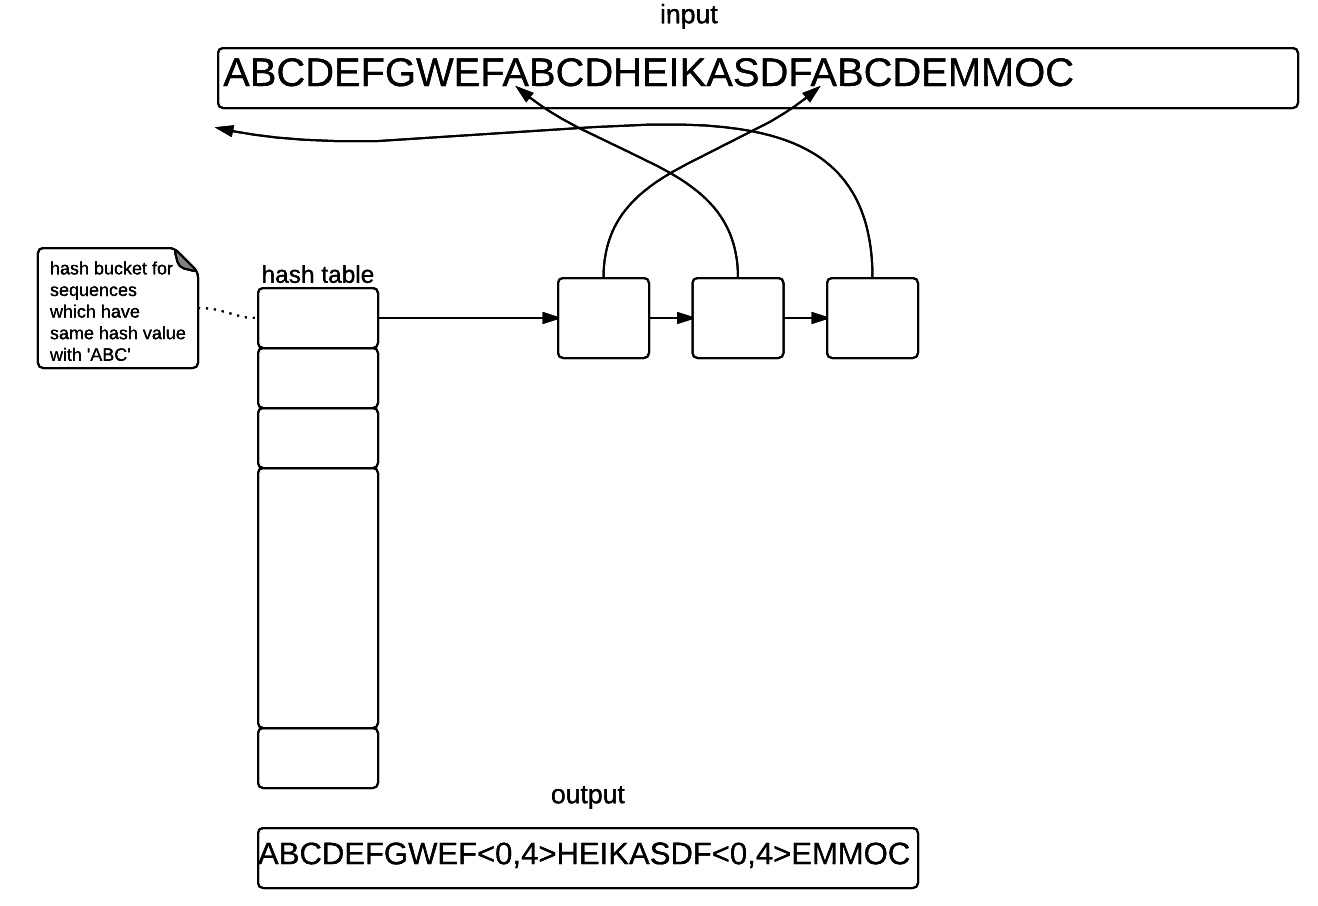 input
ABCDEFGWEFABCDHEIKASDFABCDEMMOC
hash bucket for
sequences
which have
same hash value
with 'ABC'
hash table
output
ABCDEFGWEF<0,4>HEIKASDF<0,4>EMMOC